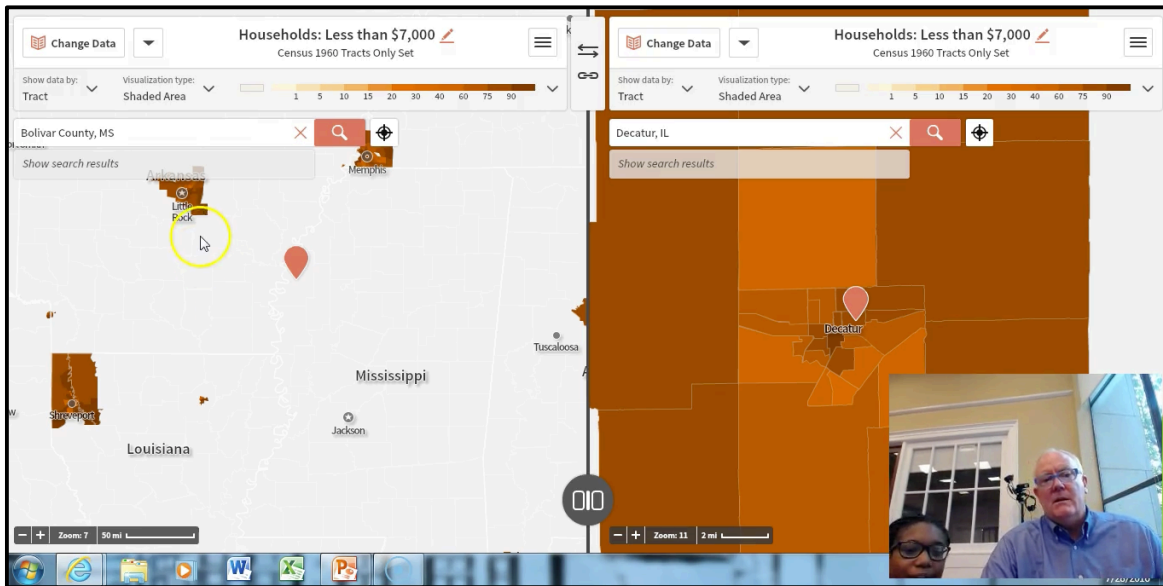 Change Data
Households: Less than $7,000
Census 1960 Tracts Only Set
Show data by:
Tract
Visualization type:
Shaded Area
1 5 10 15 20 30 40 60 75 90
Bolivar County, MS
Show search results
Arkansas
Memphis
Little
Rock
Tuscaloosa
Mississippi
Shreveport
Jackson
Louisiana
Zoom: 7
50 mi
Change Data
Households: Less than $7,000
Census 1960 Tracts Only Set
Show data by:
Tract
Visualization type:
Shaded Area
1 5 10 15 20 30 40 60 75 90
Decatur, IL
Show search results
Decatur
Zoom: 11
2 mi